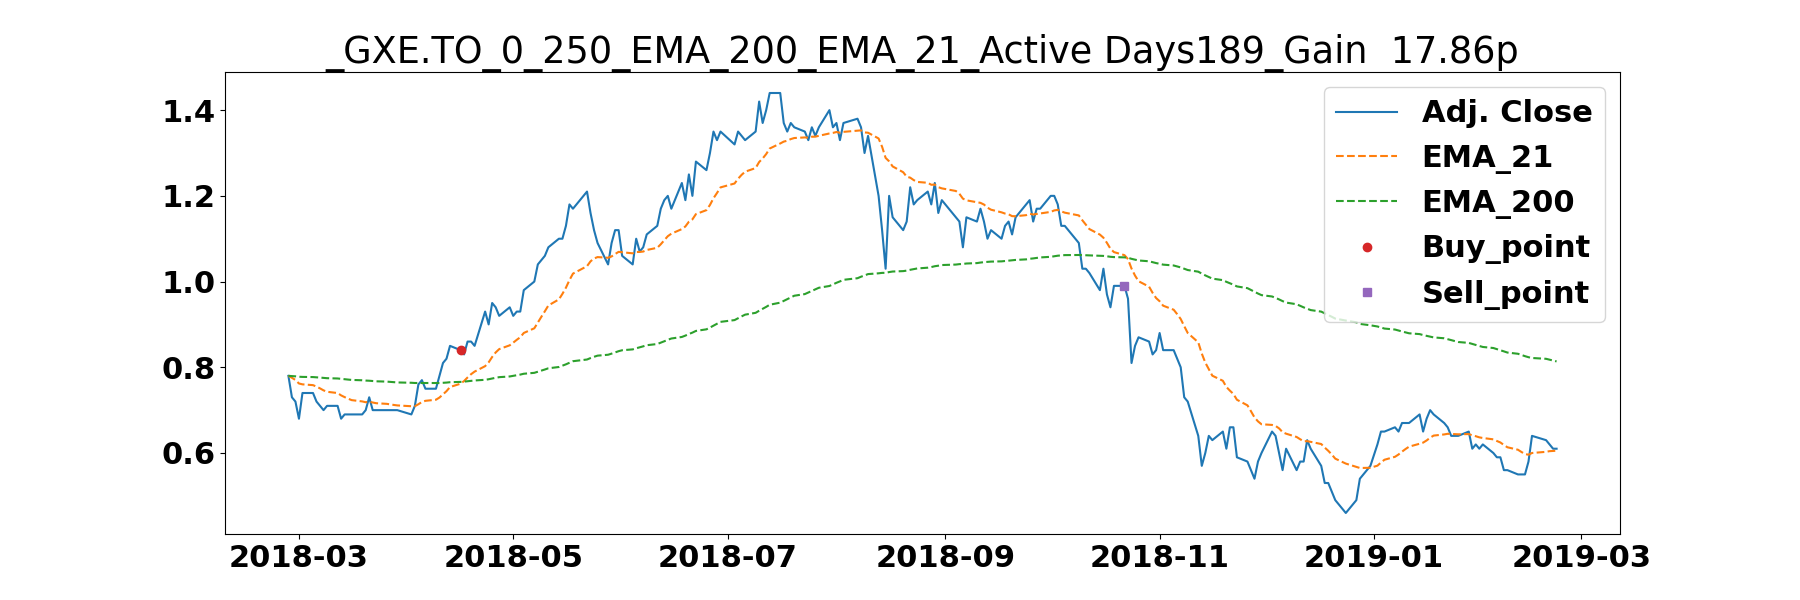 _GXE.TO_0_250_EMA_200_EMA_21_Active Days189_Gain  17.86p
1.4
1.2
1.0
0.8
0.6
Adj. Close
EMA_21
EMA_200
Buy_point
Sell_point
2018-03 2018-05 2018-07 2018-09 2018-11 2019-01 2019-03